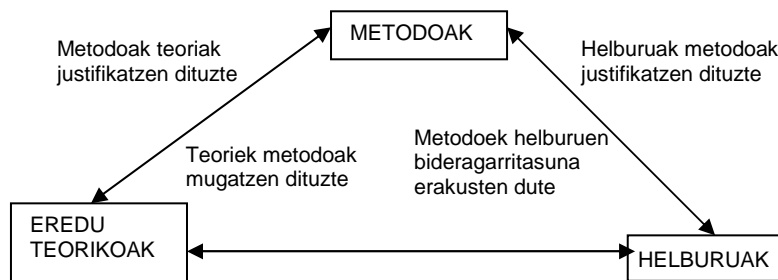 METODOAK
Metodoak teoriak
justifikatzen dituzte
Helburuak metodoak
justifikatzen dituzte
Teoriek metodoak
mugatzen dituzte
Metodoek helburuen
bideragarritasuna
erakusten dute
EREDU
TEORIKOAK
HELBURUAK